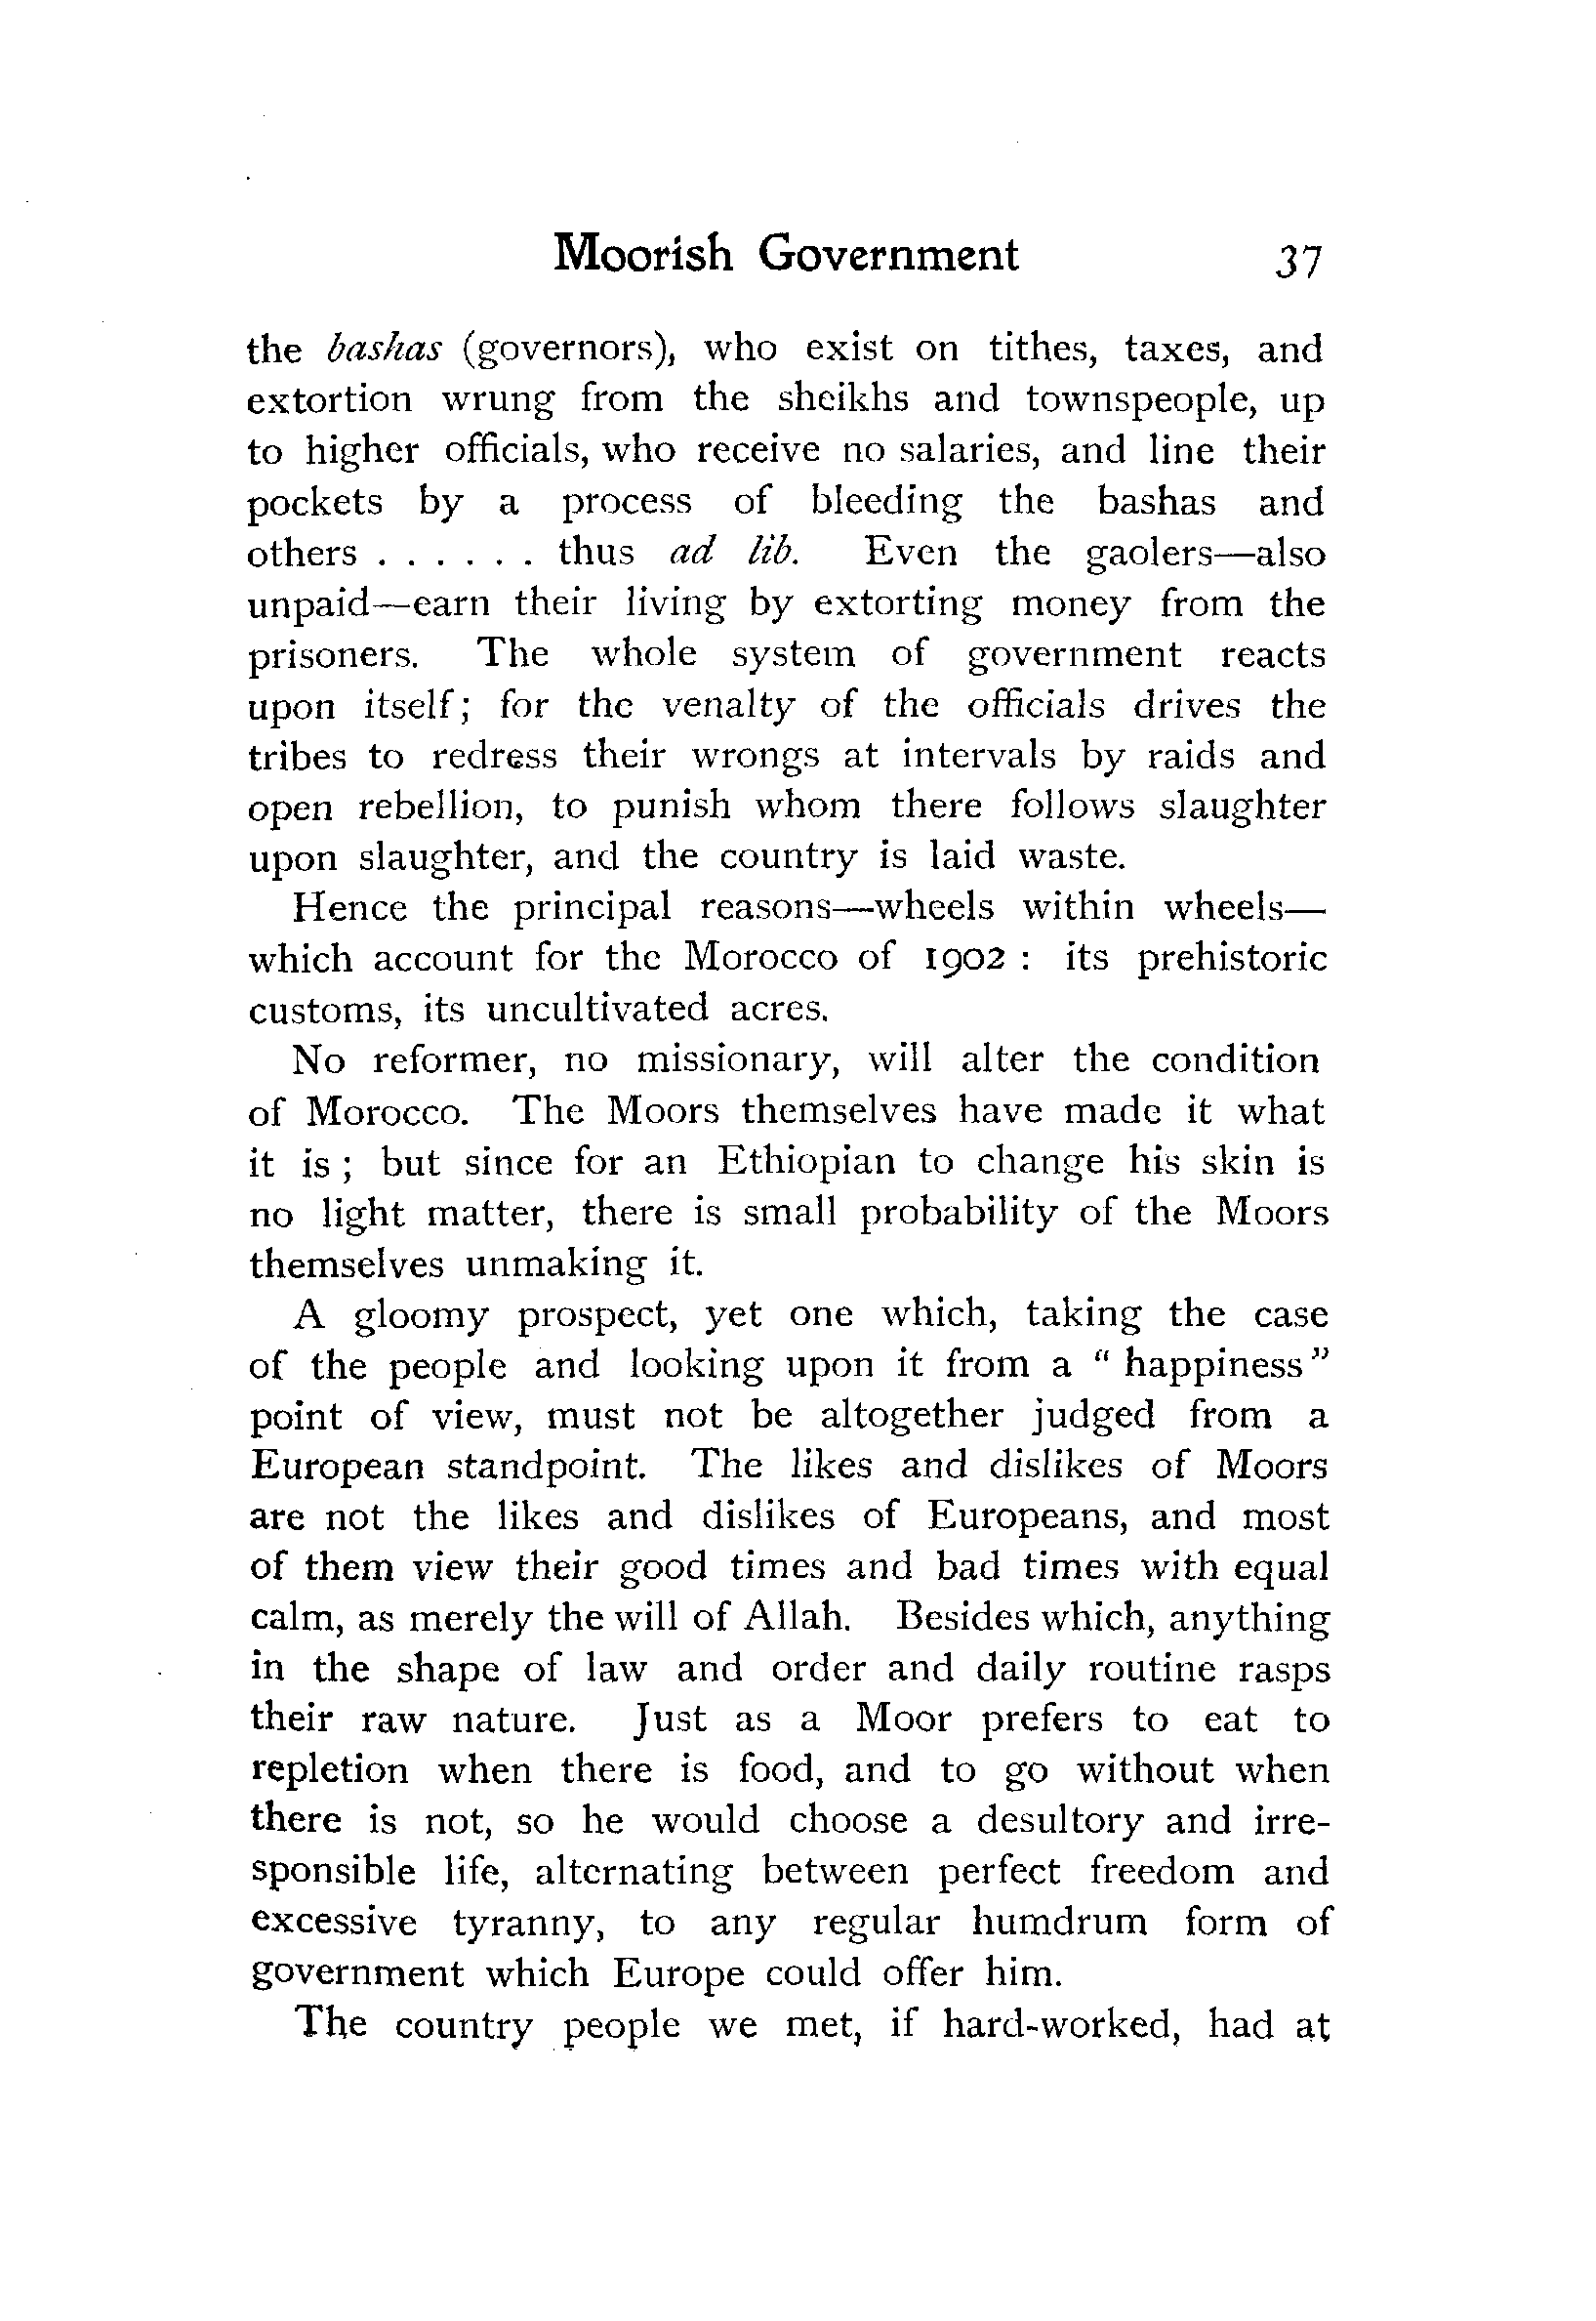 Moorish Government 37
the bashas (governors), who exist on tithes, taxes, and
extortion wrung from the sheikhs and townspeople, up
to higher officials, who receive no salaries, and line their
pockets by a process of bleeding the bashas and
others . . . . . . thus ad lib. Even the gaolers—also
unpaid—earn their living by extorting money from the
prisoners. The whole system of government reacts
upon itself; for the venalty of the officials drives the
tribes to redress their wrongs at intervals by raids and
open rebellion, to punish whom there follows slaughter
upon slaughter, and the country is laid waste.
Hence the principal reasons—wheels within wheels—
which account for the Morocco of 1902 : its prehistoric
customs, its uncultivated acres.
No reformer, no missionary, will alter the condition
of Morocco. The Moors themselves have made it what
it is ; but since for an Ethiopian to change his skin is
no light matter, there is small probability of the Moors
themselves unmaking it.
A gloomy prospect, yet one which, taking the case
of the people and looking upon it from a “ happiness ”
point of view, must not be altogether judged from a
European standpoint. The likes and dislikes of Moors
are not the likes and dislikes of Europeans, and most
of them view their good times and bad times with equal
calm, as merely the will of Allah. Besides which, anything
in the shape of law and order and daily routine rasps
their raw nature. Just as a Moor prefers to eat to
repletion when there is food, and to go without when
there is not, so he would choose a desultory and irre-
sponsible life, alternating between perfect freedom and
excessive tyranny, to any regular humdrum form of
government which Europe could offer him.
The country people we met, if hard-worked, had at